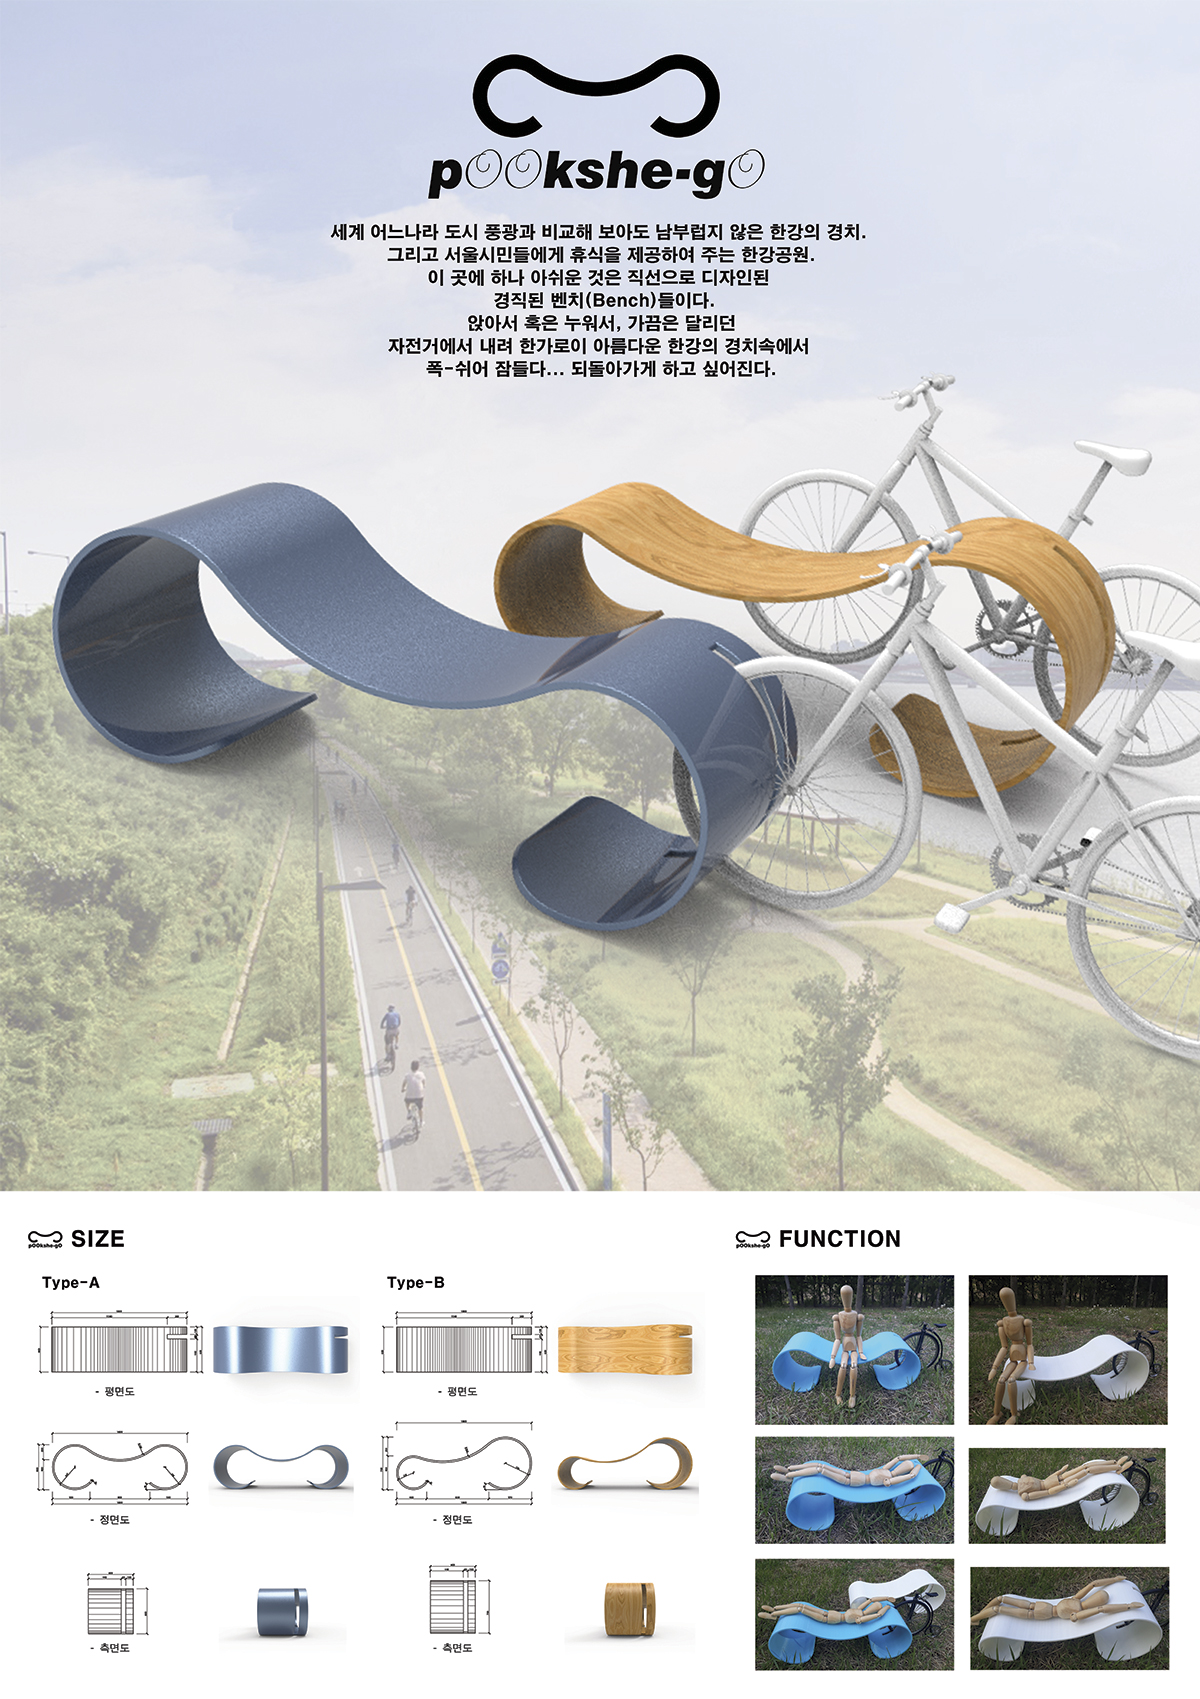 pookshe-go
세계 어느나라 도시 풍광과 비교해 보아도 남부럽지 않은 한강의 경치.
그리고 서울시민들에게 휴식을 제공하여 주는 한강공원.
이 곳에 하나 아쉬운 것은 직선으로 디자인된
경직된 벤치(Bench)들이다.
앉아서 혹은 누워서, 가끔은 달리던
자전거에서 내려 한가로이 아름다운 한강의 경치속에서
폭-쉬어 잠들다... 되돌아가게 하고 싶어진다.
pookshe-go
SIZE
Type-A
- 평면도
- 정면도
- 측면도
Type-B
- 평면도
- 정면도
- 측면도
pookshe-go
FUNCTION